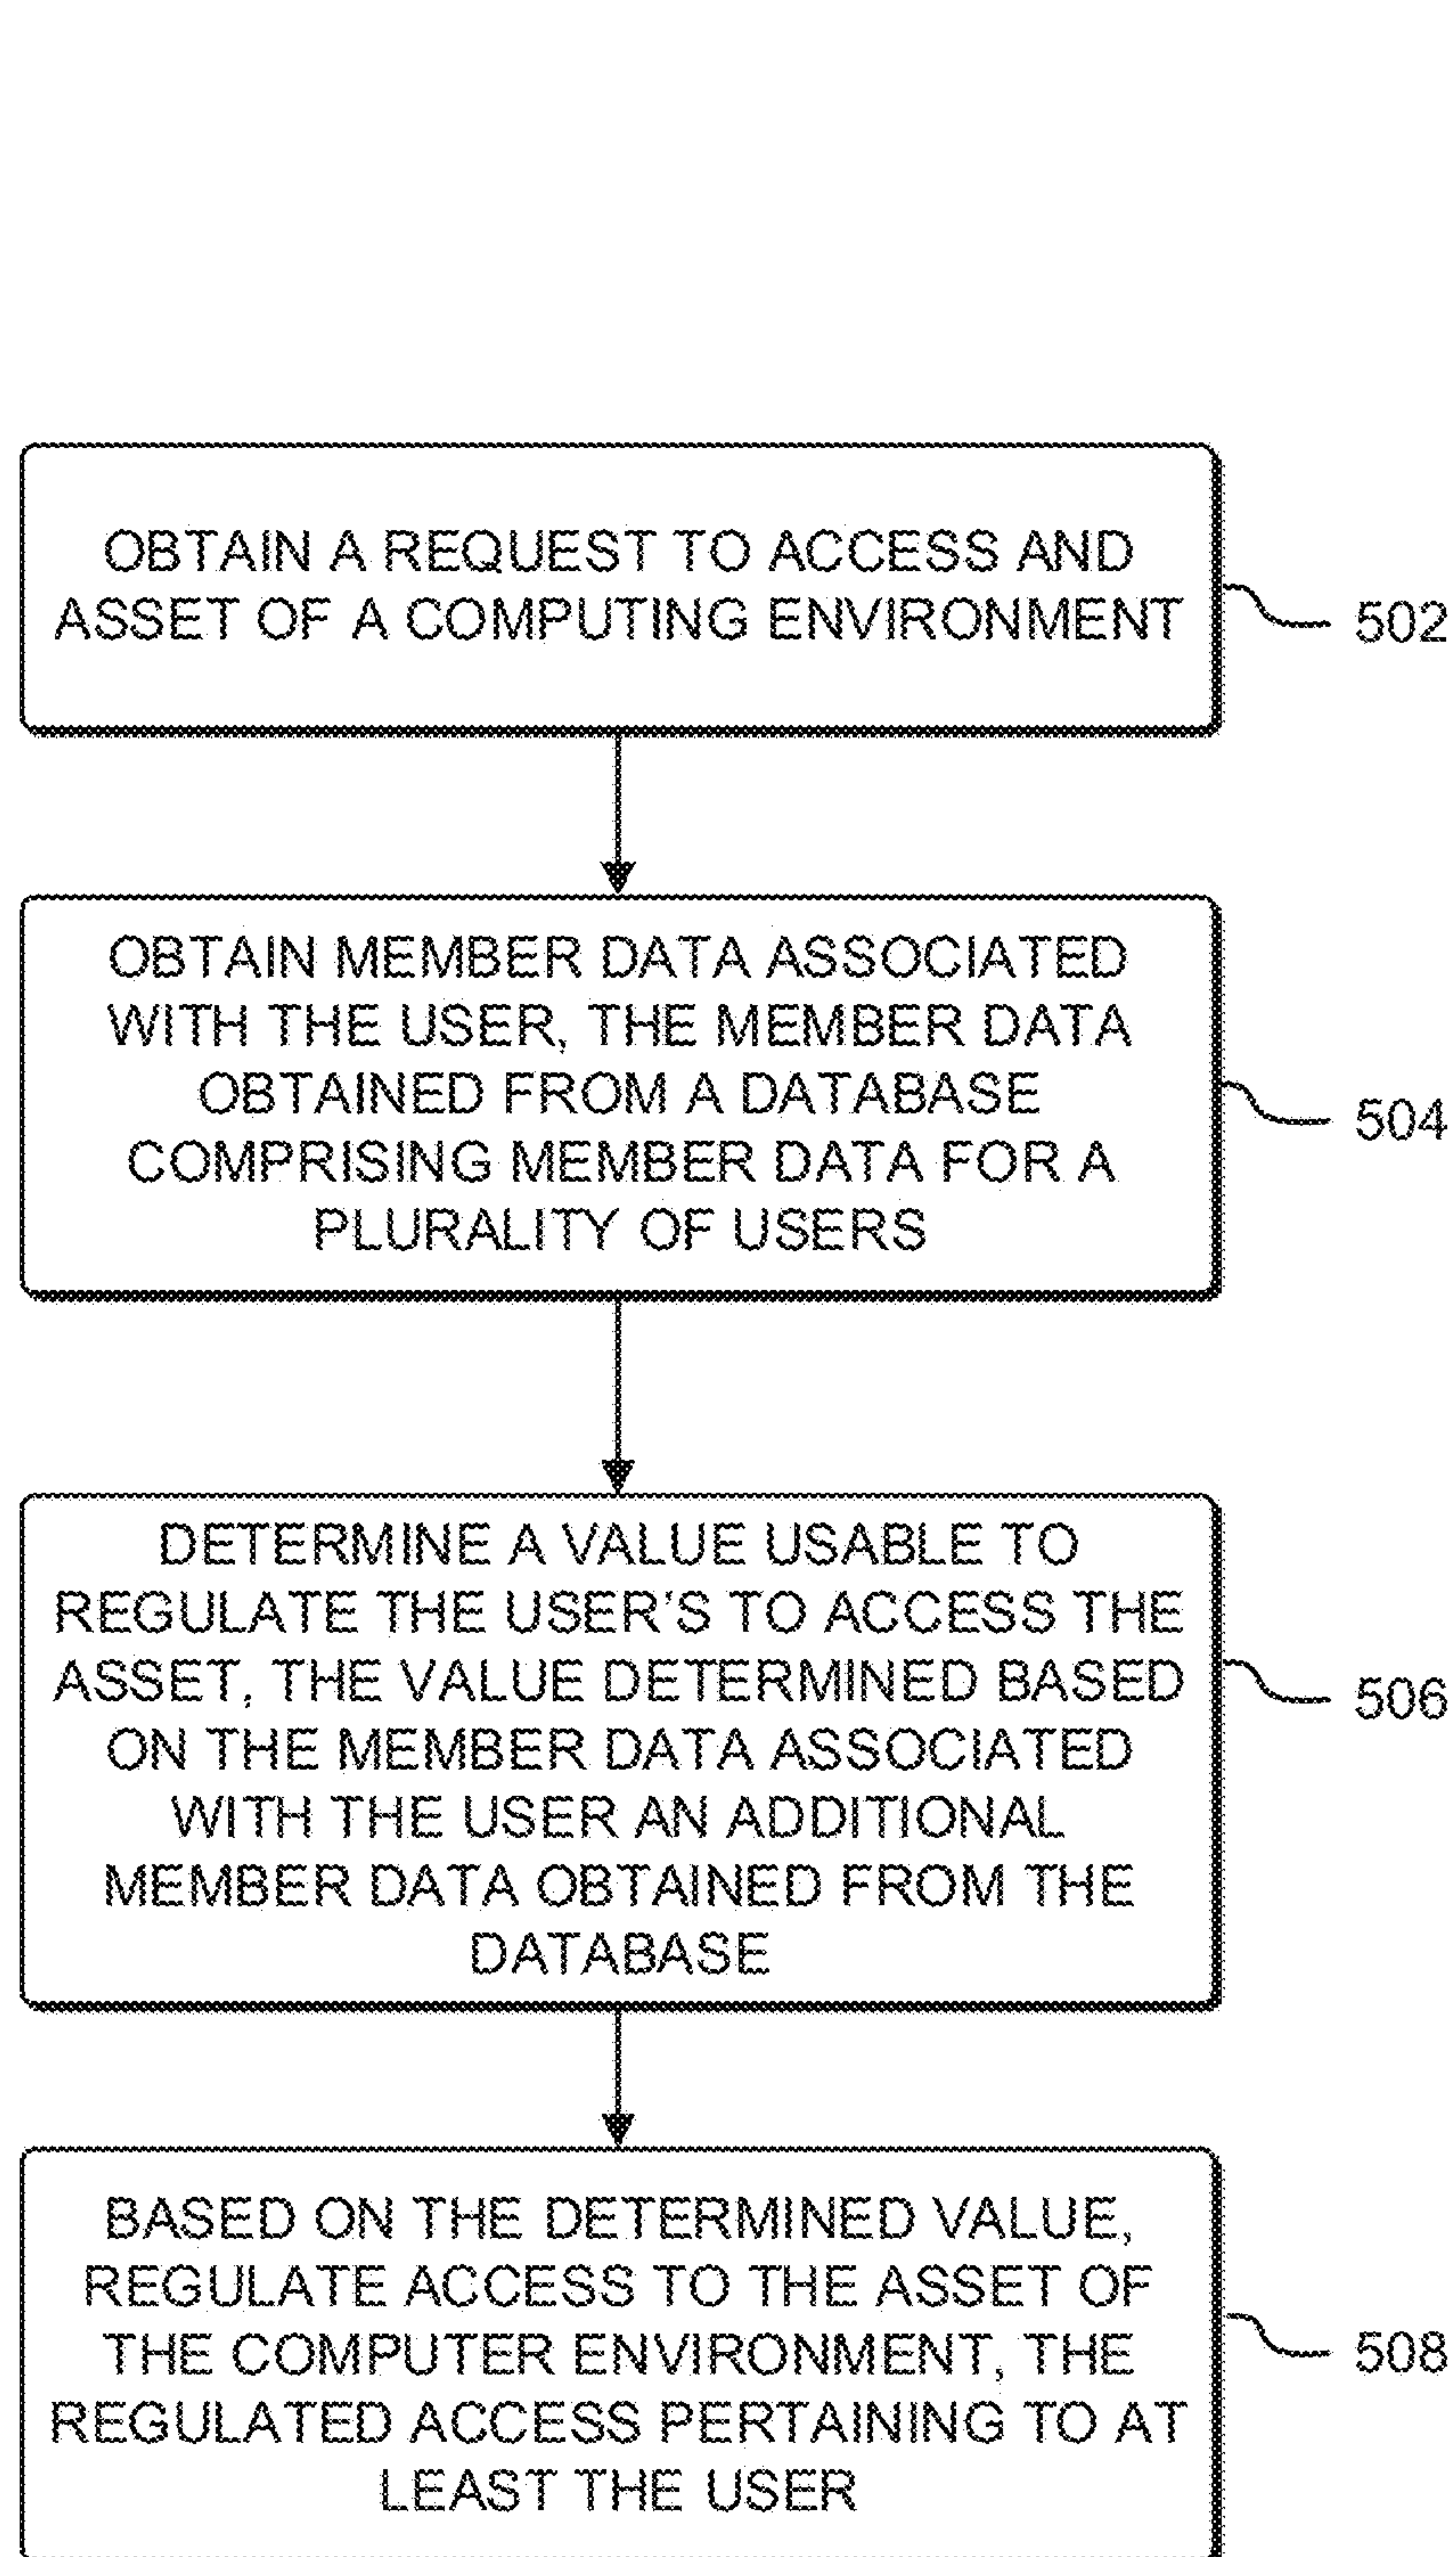 OBTAIN A REQUEST TO ACCESS AND
ASSET OF A COMPUTING ENVIRONMENT
502
OBTAIN MEMBER DATA ASSOCIATED
WITH THE USER, THE MEMBER DATA
OBTAINED FROM A DATABASE
COMPRISING MEMBER DATA FOR A
PLURALITY OF USERS
504
DETERMINE A VALUE USABLE TO
REGULATE THE USER'S TO ACCESS THE
ASSET, THE VALUE DETERMINED BASED
ON THE MEMBER DATA ASSOCIATED
WITH THE USER AN ADDITIONAL
MEMBER DATA OBTAINED FROM THE
DATABASE
506
BASED ON THE DETERMINED VALUE,
REGULATE ACCESS TO THE ASSET OF
THE COMPUTER ENVIRONMENT, THE
REGULATED ACCESS PERTAINING TO AT
LEAST THE USER
508